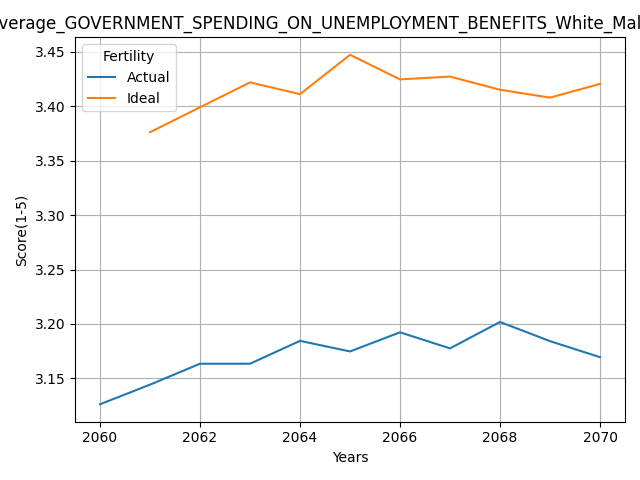 verage_GOVERNMENT_SPENDING_ON_UNEMPLOYMENT_BENEFITS_White_Mal
Fertility
Actual
Ideal
3.45
3.40
3.35
3.30
3.25
3.20
3.15
Score(1-5)
2060
2062
2064
2066
2068
2070
Years